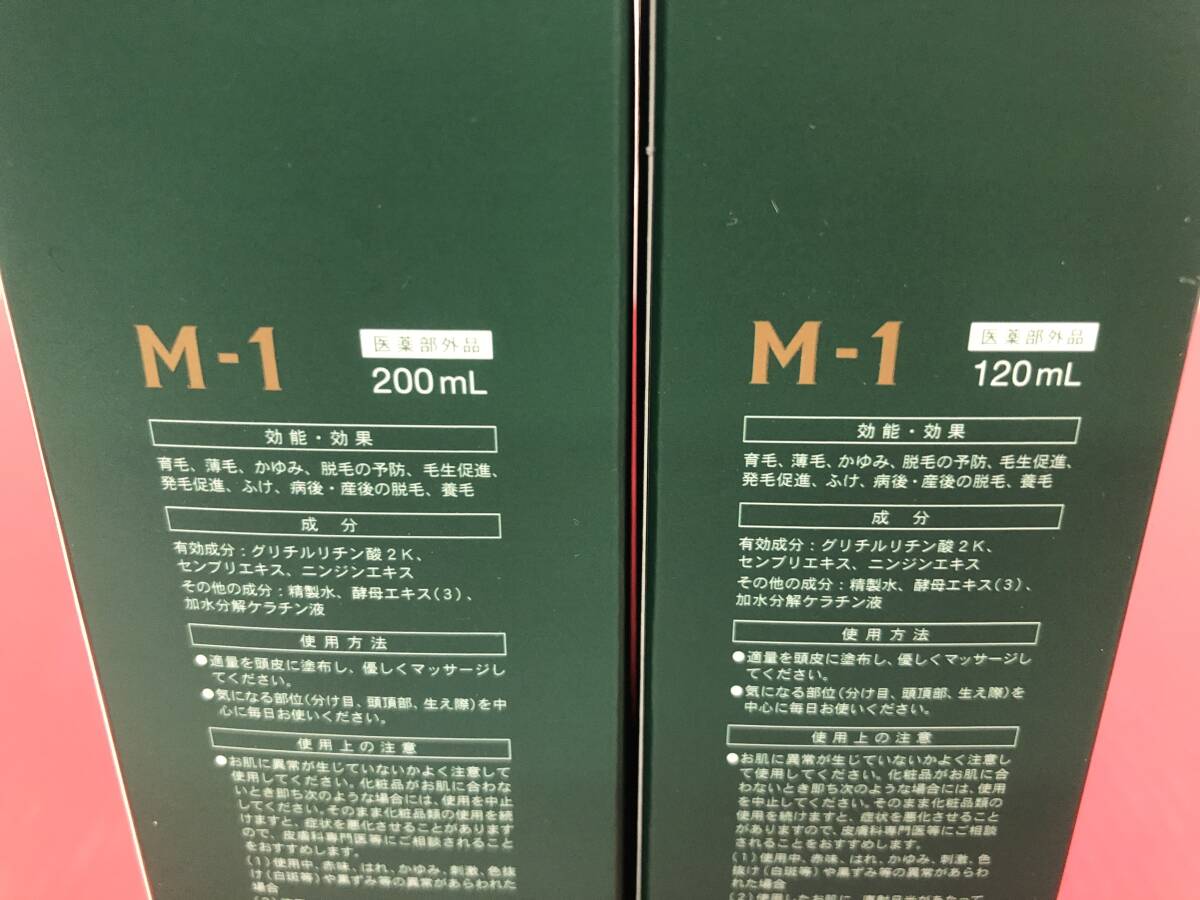 M-1
医薬部外品
200mL
効能・効果
育毛、薄毛、かゆみ、脱毛の予防、毛生促進、
発毛促進、ふけ、病後・産後の脱毛、養毛
成 分
有効成分：グリチルリチン酸2K、
センブリエキス、ニンジンエキス
その他の成分：精製水、酵母エキス(3)、
加水分解ケラチン液
使用方法
●適量を頭皮に塗布し、優しくマッサージし
てください。
●気になる部位(分け目、頭頂部、生え際)を中
心に毎日お使いください。
使用上の注意
●お肌に異常が生じていないかよく注意して
使用してください。化粧品がお肌に合わな
いとき即ち次のような場合には、使用を中止
してください。そのまま化粧品類の使用を続
けますと、症状を悪化させることがあります
ので、皮膚科専門医等にご相談されること
をおすすめします。
(1)使用中、赤味、はれ、かゆみ、刺激、色抜
け(白斑等)や黒ずみ等の異常があらわれた
場合
M-1
医薬部外品
120mL
効能・効果
育毛、薄毛、かゆみ、脱毛の予防、毛生促進、
発毛促進、ふけ、病後・産後の脱毛、養毛
成 分
有効成分：グリチルリチン酸2K、
センブリエキス、ニンジンエキス
その他の成分：精製水、酵母エキス(3)、
加水分解ケラチン液
使用方法
●適量を頭皮に塗布し、優しくマッサージし
てください。
●気になる部位(分け目、頭頂部、生え際)を
中心に毎日お使いください。
使用上の注意
●お肌に異常が生じていないかよく注意し
て使用してください。化粧品がお肌に合
わないとき即ち次のような場合には、使用
を中止してください。そのまま化粧品類の
使用を続けますと、症状を悪化させること
がありますので、皮膚科専門医等にご相談
されることをおすすめします。
(1)使用中、赤味、はれ、かゆみ、刺激、色
抜け(白斑等)や黒ずみ等の異常があらわ
れた場合
(2)使用したお肌に、直射日光があたって